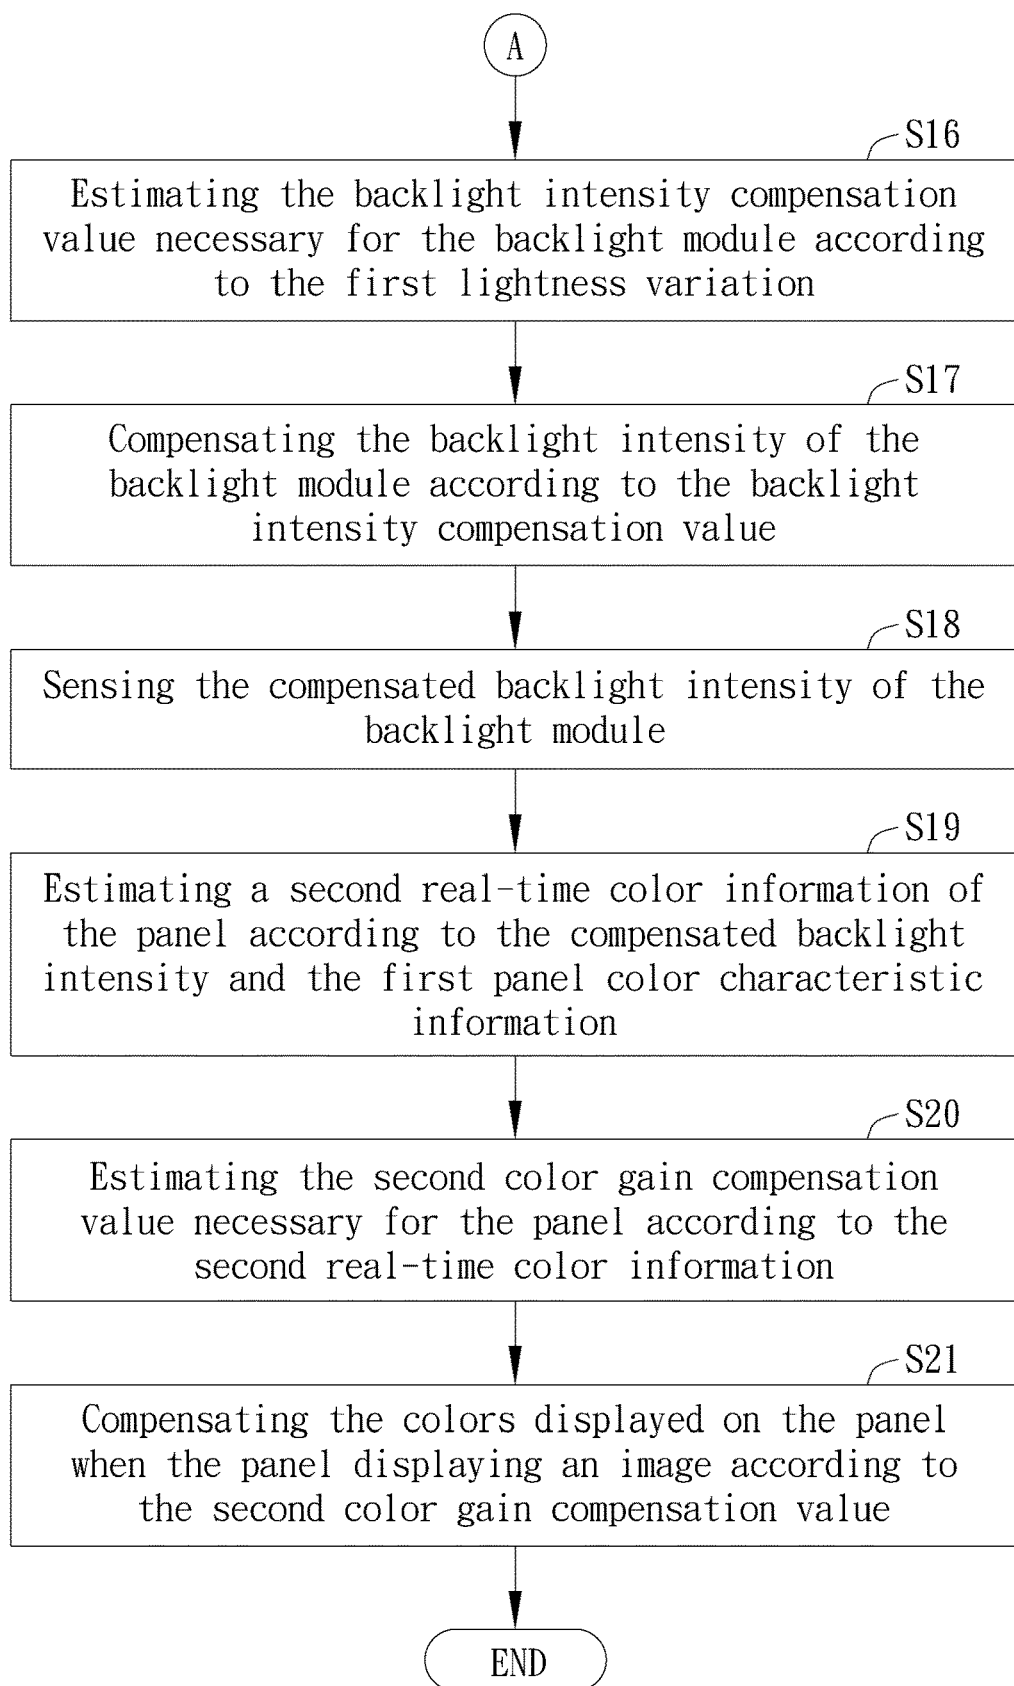 A
S16
Estimating the backlight intensity compensation
value necessary for the backlight module according
to the first lightness variation
S17
Compensating the backlight intensity of the
backlight module according to the backlight
intensity compensation value
S18
Sensing the compensated backlight intensity of the
backlight module
S19
Estimating a second real-time color information of
the panel according to the compensated backlight
intensity and the first panel color characteristic
information
S20
Estimating the second color gain compensation
value necessary for the panel according to the
second real-time color information
S21
Compensating the colors displayed on the panel
when the panel displaying an image according to
the second color gain compensation value
END